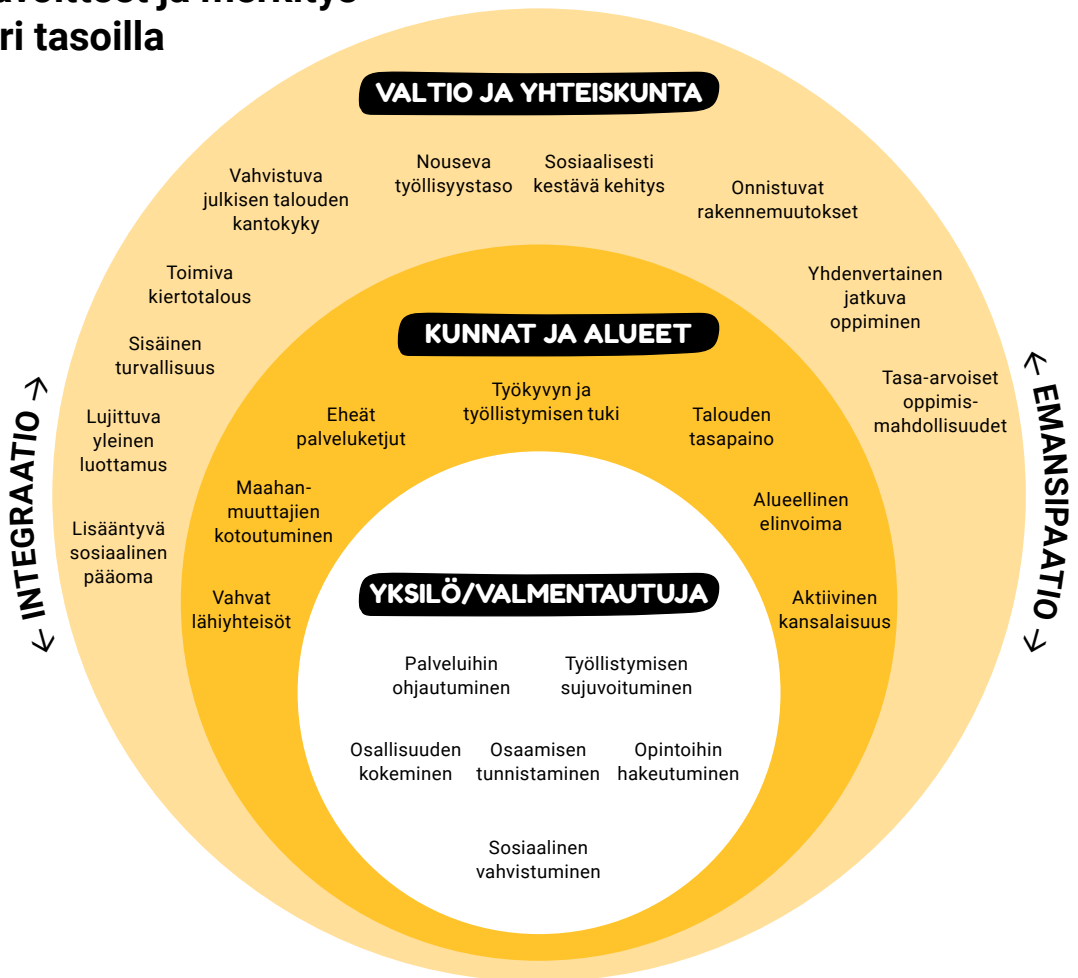 ja merkitys
ri tasoilla
VALTIO JA YHTEISKUNTA
Vahvistuva
julkisen talouden
kantokyky
Nouseva
työllisyystaso
Sosiaalisesti
kestävä kehitys
Onnistuvat
rakennemuutokset
Toimiva
kiertotalous
Yhdenvertainen
jatkuva
oppiminen
Sisäinen
turvallisuus
Tasa-arvoiset
oppimis-
mahdollisuudet
Lujittuva
yleinen
luottamus
Lisääntyvä
sosiaalinen
pääoma
← INTEGRAATIO →
← EMANSIPAATIO →
KUNNAT JA ALUEET
Työkyvyn ja
työllistymisen tuki
Eheät
palveluketjut
Talouden
tasapaino
Maahan-
muuttajien
kotoutuminen
Alueellinen
elinvoima
Vahvat
lähiyhteisöt
Aktiivinen
kansalaisuus
YKSILÖ/VALMENTAUTUJA
Palveluihin
ohjautuminen
Työllistymisen
sujuvoituminen
Osallisuuden
kokeminen
Osaamisen
tunnistaminen
Opintoihin
hakeutuminen
Sosiaalinen
vahvistuminen